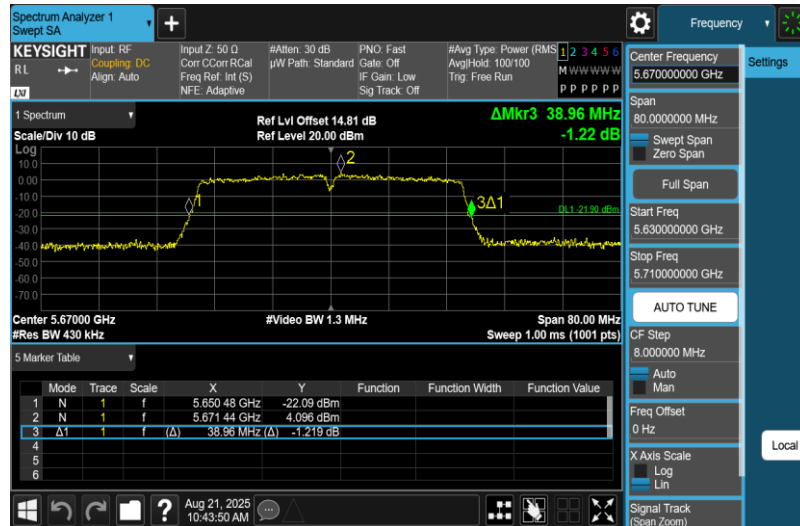 Spectrum Analyzer 1
Swept SA
Frequency
KEYSIGHT
RL
LXI
Input: RF
Coupling: DC
Align: Auto
Input Z: 50 Ω
Corr CCorr RCal
Freq Ref: Int (S)
NFE: Adaptive
#Atten: 30 dB
µW Path: Standard
PNO: Fast
Gate: Off
IF Gain: Low
Sig Track: Off
#Avg Type: Power (RMS
Avg|Hold: 100/100
Trig: Free Run
1 2 3 4 5 6
M W W W W W
P P P P P P
1 Spectrum
Scale/Div 10 dB
Ref Lvl Offset 14.81 dB
Ref Level 20.00 dBm
ΔMkr3 38.96 MHz
-1.22 dB
Log
10.0
0.00
-10.0
-20.0
-30.0
-40.0
-50.0
-60.0
-70.0
1
2
3Δ1
DL1 -21.90 dBm
Center 5.67000 GHz
#Res BW 430 kHz
#Video BW 1.3 MHz
Span 80.00 MHz
Sweep 1.00 ms (1001 pts)
5 Marker Table
Mode Trace Scale X Y Function Function Width Function Value
1 N 1 f 5.650 48 GHz -22.09 dBm
2 N 1 f 5.671 44 GHz 4.096 dBm
3 Δ1 1 f (Δ) 38.96 MHz (Δ) -1.219 dB
4
5
6
Aug 21, 2025
10:43:50 AM
Center Frequency
5.670000000 GHz
Span
80.0000000 MHz
Swept Span
Zero Span
Full Span
Start Freq
5.630000000 GHz
Stop Freq
5.710000000 GHz
AUTO TUNE
CF Step
8.000000 MHz
Auto
Man
Freq Offset
0 Hz
X Axis Scale
Log
Lin
Signal Track
(Span Zoom)
Settings
Local